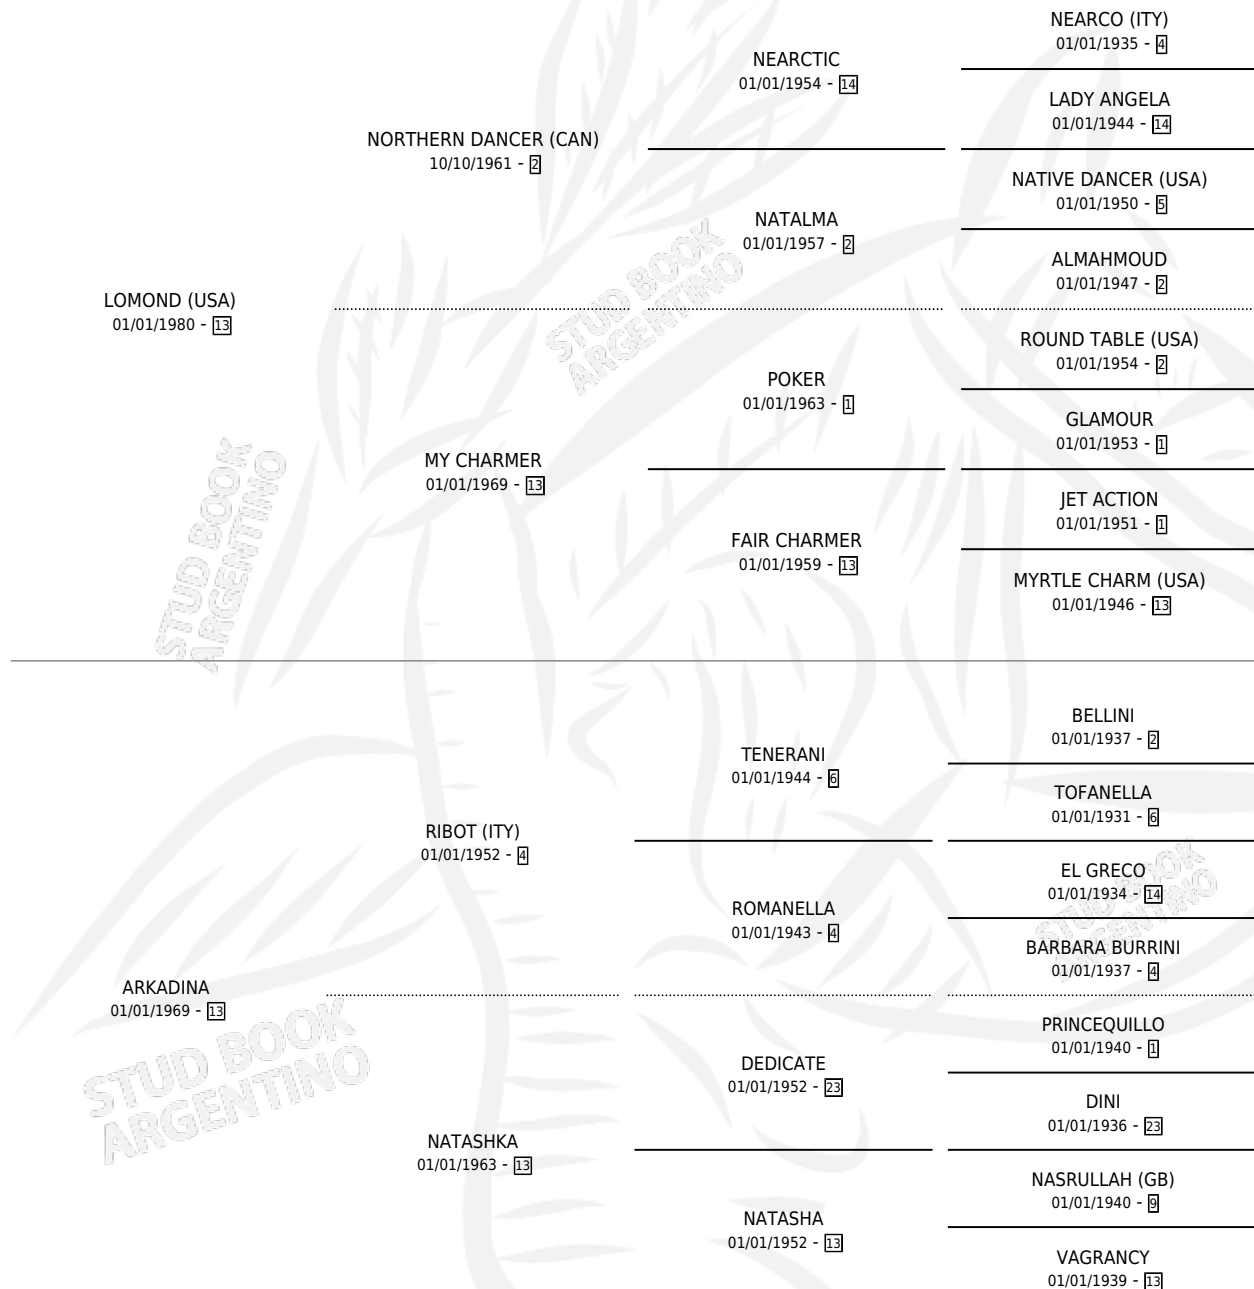 NEARCO (ITY)
01/01/1935 - 4
NEARCTIC
01/01/1954 - 14
LADY ANGELA
01/01/1944 - 14
NORTHERN DANCER (CAN)
10/10/1961 - 2
NATIVE DANCER (USA)
01/01/1950 - 5
NATALMA
01/01/1957 - 2
ALMAHMOUD
01/01/1947 - 2
LOMOND (USA)
01/01/1980 - 13
ROUND TABLE (USA)
01/01/1954 - 2
POKER
01/01/1963 - 1
GLAMOUR
01/01/1953 - 1
MY CHARMER
01/01/1969 - 13
JET ACTION
01/01/1951 - 1
FAIR CHARMER
01/01/1959 - 13
MYRTLE CHARM (USA)
01/01/1946 - 13
BELLINI
01/01/1937 - 2
TENERANI
01/01/1944 - 6
TOFANELLA
01/01/1931 - 6
RIBOT (ITY)
01/01/1952 - 4
EL GRECO
01/01/1934 - 14
ROMANELLA
01/01/1943 - 4
BARBARA BURRINI
01/01/1937 - 4
ARKADINA
01/01/1969 - 13
PRINCEQUILLO
01/01/1940 - 1
DEDICATE
01/01/1952 - 23
DINI
01/01/1936 - 23
NATASHKA
01/01/1963 - 13
NASRULLAH (GB)
01/01/1940 - 9
NATASHA
01/01/1952 - 13
VAGRANCY
01/01/1939 - 13
STUD BOOK
ARGENTINO
STUD BOOK
ARGENTINO
STUD BOOK
ARGENTINO
STUD BOOK
ARGENTINO